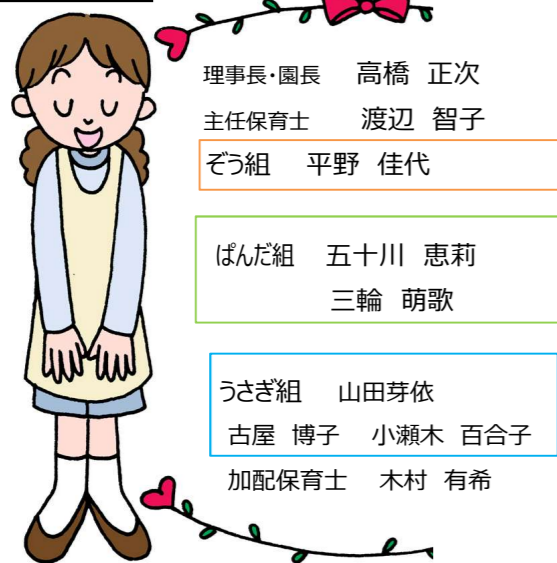 理事長・園長　高橋 正次
主任保育士　渡辺 智子
ぞう組　平野 佳代
ぱんだ組　五十川 恵莉
三輪 萌歌
うさぎ組　山田芽依
古屋 博子　小瀬木 百合子
加配保育士　木村 有希